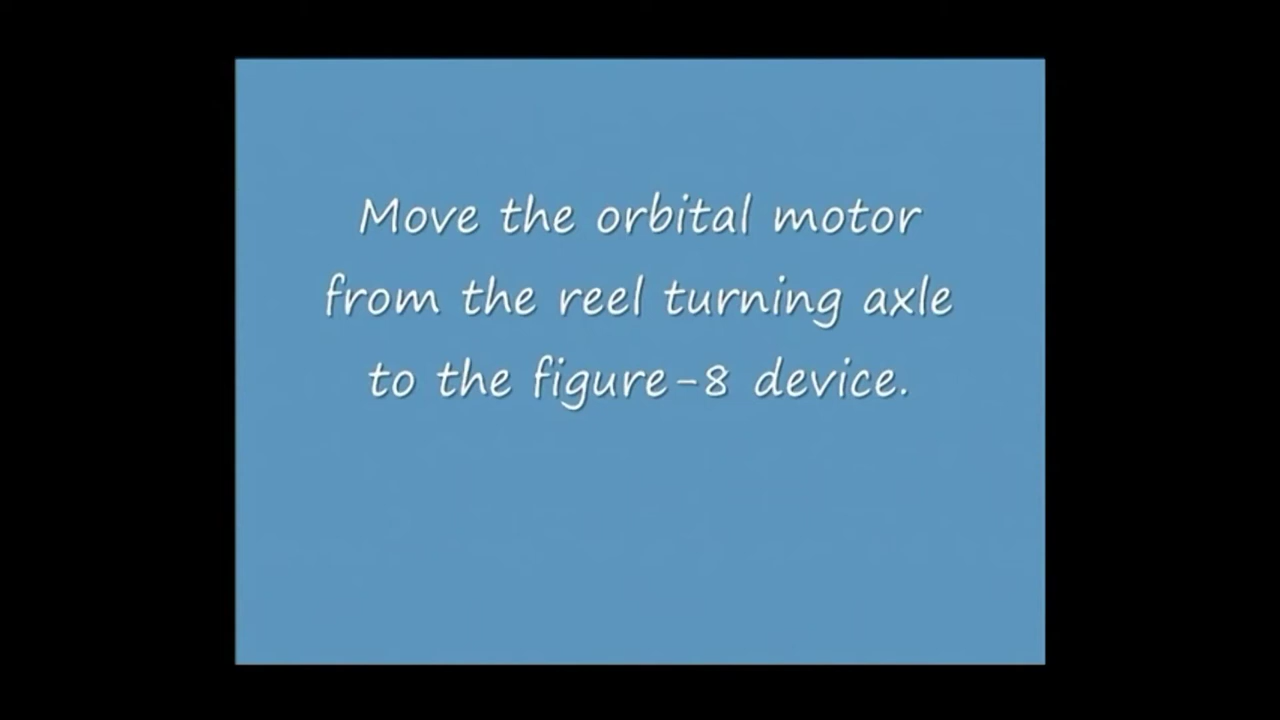 Move the orbital motor
from the reel turning axle
to the figure-8 device.